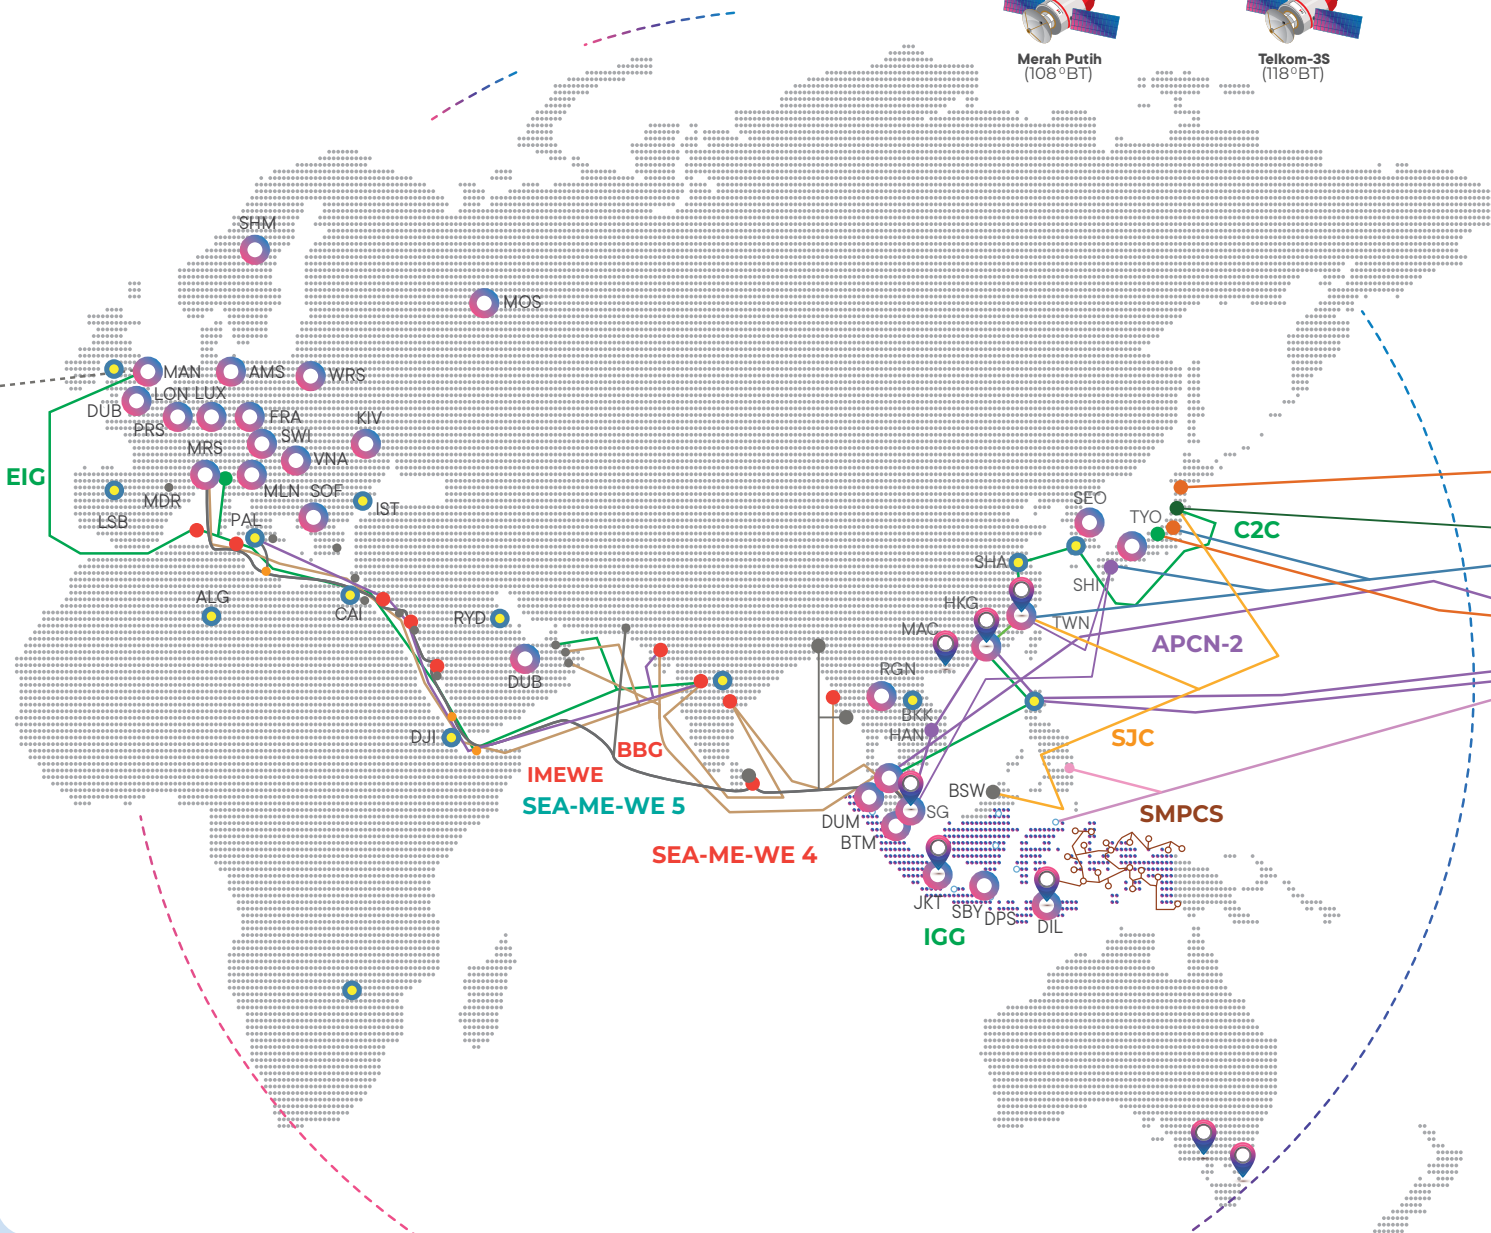 Merah Putih
(108°BT)
Telkom-3S
(118°BT)
SHM
MOS
MAN
AMS
WRS
LON LUX
DUB
PRS
FRA
KIV
SWI
MRS
VNA
EIG
MDR
MLN
SOF
IST
LSB
PAL
SEO
TYO
C2C
SHA
SHI
ALG
CAI
RYD
HKG
TWN
MAC
APCN-2
DUB
RGN
BKK
HAN
DJI
BBG
SJC
IMEWE
SEA-ME-WE 5
BSW
SG
SMPCS
DUM
BTM
SEA-ME-WE 4
JKT
SBY
DPS
DIL
IGG